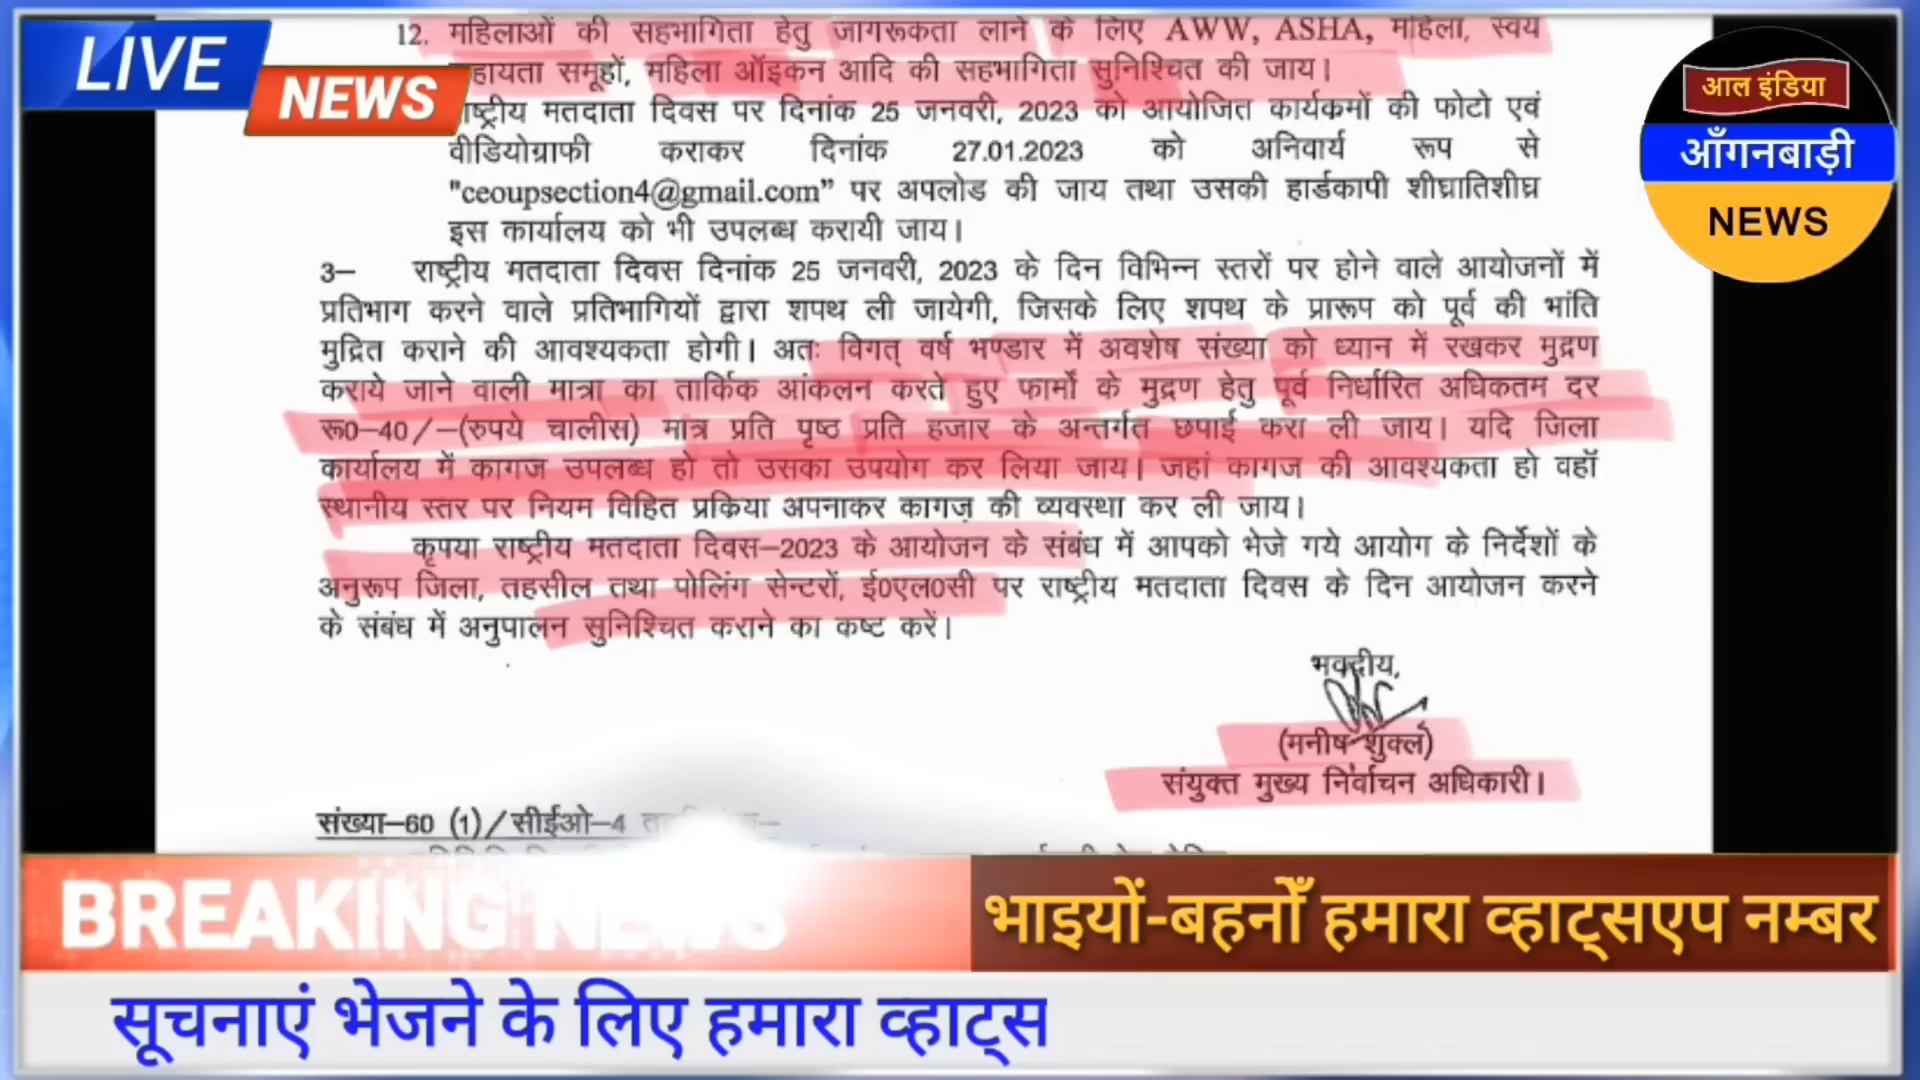 LIVE
NEWS
आल इंडिया
आँगनबाड़ी
NEWS
12. महिलाओं की सहभागिता हेतु जागरूकता लाने के लिए AWW, ASHA, महिला, स्वय
हायता समूहों, महिला ऑइकन आदि की सहभागिता सुनिश्चित की जाय।
ाष्ट्रीय मतदाता दिवस पर दिनांक 25 जनवरी, 2023 को आयोजित कार्यकमों की फोटो एवं
वीडियोग्राफी कराकर दिनांक 27.01.2023 को अनिवार्य रूप से
"ceoupsection4@gmail.com" पर अपलोड की जाय तथा उसकी हार्डकापी शीघ्रातिशीघ्र
इस कार्यालय को भी उपलब्ध करायी जाय।
3– राष्ट्रीय मतदाता दिवस दिनांक 25 जनवरी, 2023 के दिन विभिन्न स्तरों पर होने वाले आयोजनों में
प्रतिभाग करने वाले प्रतिभागियों द्वारा शपथ ली जायेगी, जिसके लिए शपथ के प्रारूप को पूर्व की भांति
मुद्रित कराने की आवश्यकता होगी। अतः विगत् वर्ष भण्डार में अवशेष संख्या को ध्यान में रखकर मुद्रण
कराये जाने वाली मात्रा का तार्किक आंकलन करते हुए फार्मों के मुद्रण हेतु पूर्व निर्धारित अधिकतम दर
रू0–40/–(रुपये चालीस) मात्र प्रति पृष्ठ प्रति हजार के अन्तर्गत छपाई करा ली जाय। यदि जिला
कार्यालय में कागज उपलब्ध हो तो उसका उपयोग कर लिया जाय। जहां कागज की आवश्यकता हो वहॉ
स्थानीय स्तर पर नियम विहित प्रकिया अपनाकर कागज़ की व्यवस्था कर ली जाय।
कृपया राष्ट्रीय मतदाता दिवस–2023 के आयोजन के संबंध में आपको भेजे गये आयोग के निर्देशों के
अनुरूप जिला, तहसील तथा पोलिंग सेन्टरों, ई0एल0सी पर राष्ट्रीय मतदाता दिवस के दिन आयोजन करने
के संबंध में अनुपालन सुनिश्चित कराने का कष्ट करें।
भवदीय,
(मनीष शुक्ल)
संयुक्त मुख्य निर्वाचन अधिकारी।
संख्या–60 (1)/सीईओ–4
BREAKING NEWS
भाइयों-बहनोँ हमारा व्हाट्सएप नम्बर
सूचनाएं भेजने के लिए हमारा व्हाट्स